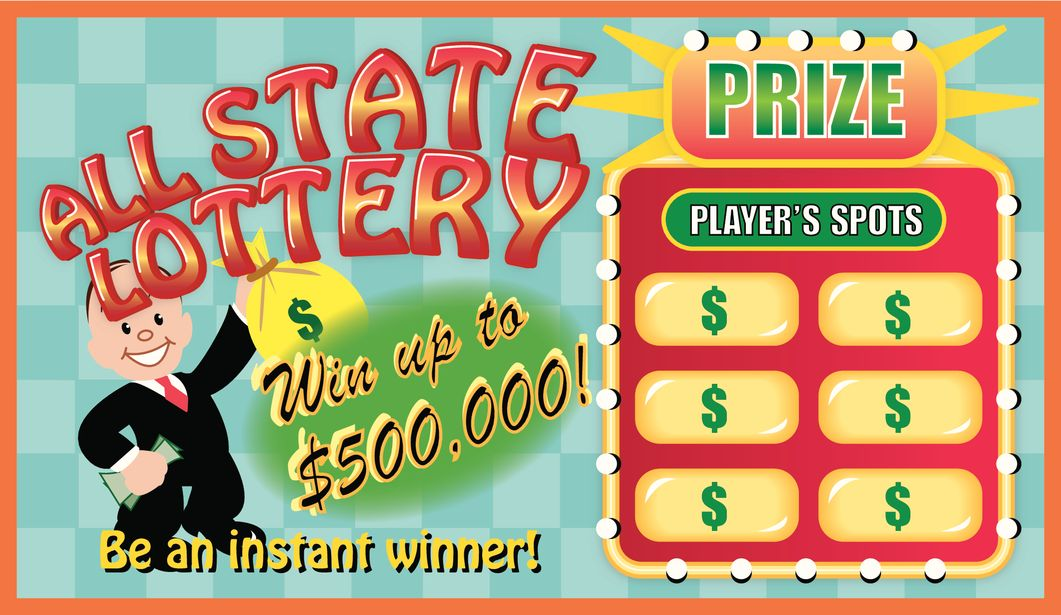 ALL STATE
LOTTERY
$
Win up to
$500,000!
Be an instant winner!
PRIZE
PLAYER'S SPOTS
$ $
$ $
$ $